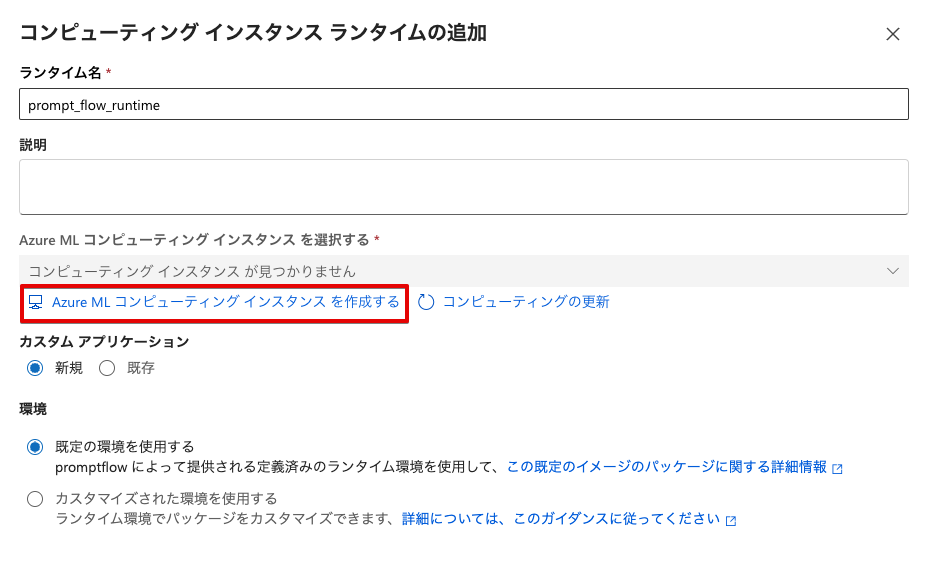 コンピューティング インスタンス ランタイムの追加
ランタイム名 *
prompt_flow_runtime
説明
Azure ML コンピューティング インスタンス を選択する *
コンピューティング インスタンス が見つかりません
Azure ML コンピューティング インスタンス を作成する コンピューティングの更新
カスタム アプリケーション
新規 既存
環境
既定の環境を使用する
promptflow によって提供される定義済みのランタイム環境を使用して、この既定のイメージのパッケージに関する詳細情報
カスタマイズされた環境を使用する
ランタイム環境でパッケージをカスタマイズできます、詳細については、このガイダンスに従ってください